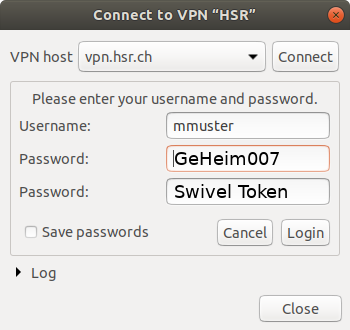 Connect to VPN “HSR”
VPN host vpn.hsr.ch Connect
Please enter your username and password.
Username: mmuster
Password: GeHeim007
Password: Swivel Token
Save passwords Cancel Login
Log
Close